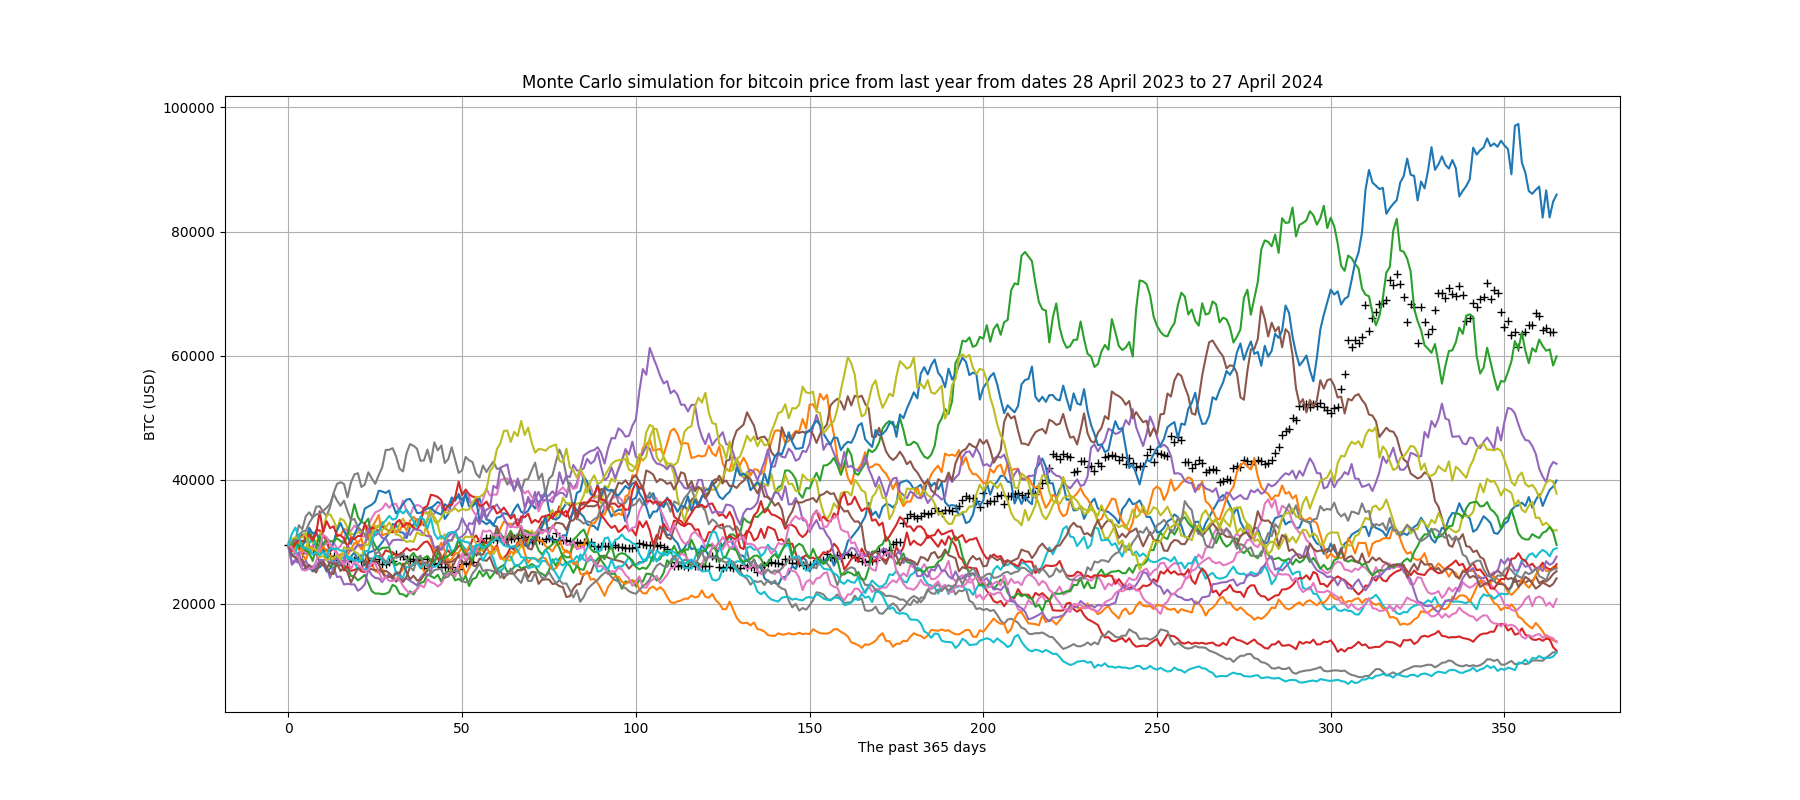 Monte Carlo simulation for bitcoin price from last year from dates 28 April 2023 to 27 April 2024
100000
80000
60000
40000
20000
BTC (USD)
0 50 100 150 200 250 300 350
The past 365 days